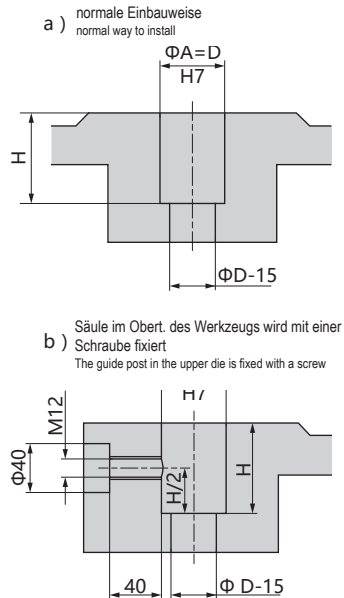 a ) normale Einbauweise
normal way to install
ΦA=D
H7
H
ΦD-15
Säule im Obert. des Werkzeugs wird mit einer
b ) Schraube fixiert
The guide post in the upper die is fixed with a screw
H7
M12
Φ40
H/2
H
40
Φ D-15